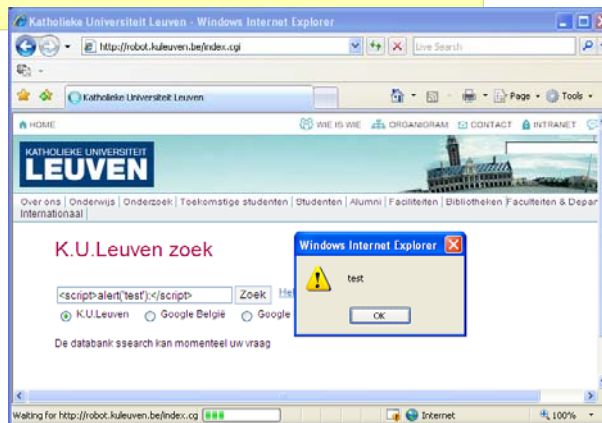 Katholieke Universiteit Leuven - Windows Internet Explorer
http://robot.kuleuven.be/index.cgi
Live Search
Katholieke Universiteit Leuven
Page
Tools
HOME
WIE IS WIE
ORGANIGRAM
CONTACT
INTRANET
KATHOLIEKE UNIVERSITEIT
LEUVEN
Over ons | Onderwijs | Onderzoek | Toekomstige studenten | Studenten | Alumni | Faciliteiten | Bibliotheken | Faculteiten & Depar
Internationaal |
K.U.Leuven zoek
Windows Internet Explorer
test
OK
<script>alert('test');</script>
Zoek
Hel
K.U.Leuven
Google België
Google
De databank ssearch kan momenteel uw vraag
Waiting for http://robot.kuleuven.be/index.cg
Internet
100%